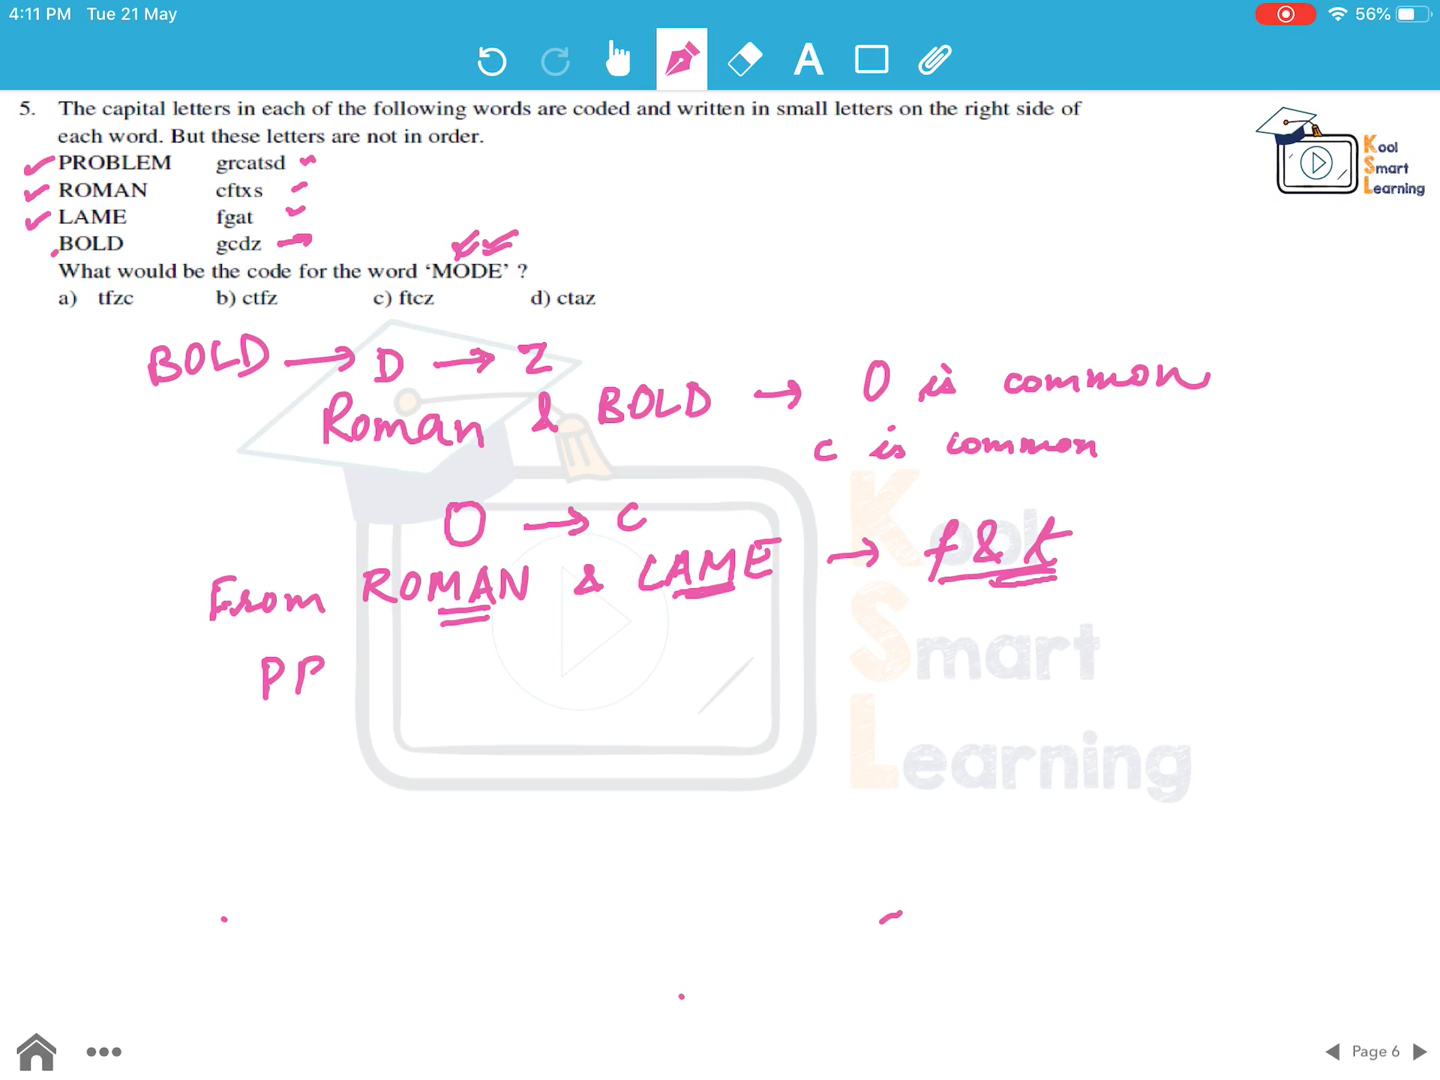 4:11 PM Tue 21 May
56%
A
5. The capital letters in each of the following words are coded and written in small letters on the right side of
each word. But these letters are not in order.
PROBLEM grcatsd
ROMAN cftxs
LAME fgat
BOLD gcdz
What would be the code for the word ‘MODE’ ?
a) tfzc b) ctfz c) ftcz d) ctaz
Kool
Smart
Learning
BOLD → D → Z
Roman & BOLD → O is common
c is common
O → c
From ROMAN & LAME → f & t
PP
Kool
Smart
Learning
Page 6